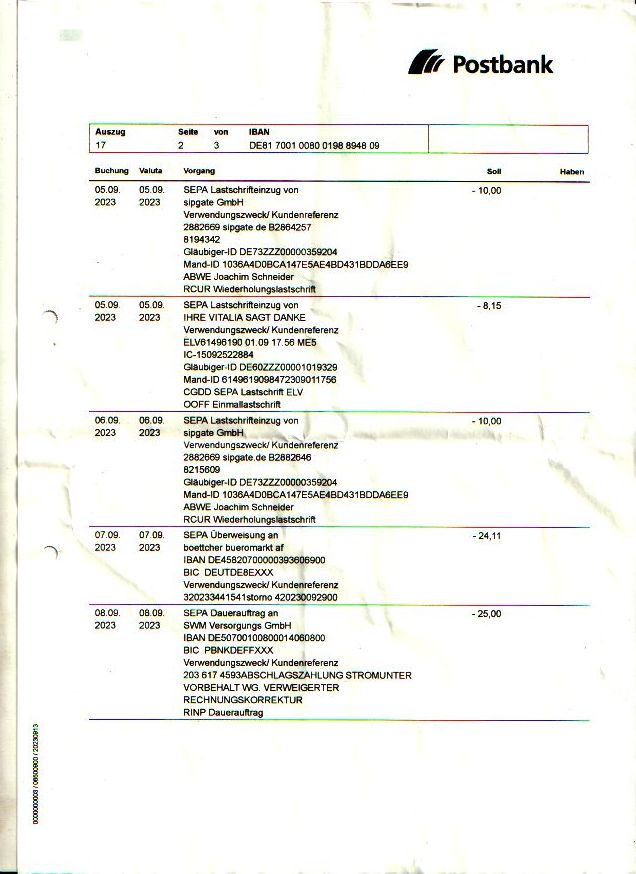 Postbank
Auszug Seite von IBAN
17 2 3 DE81 7001 0080 0198 8948 09
Buchung Valuta Vorgang Soll Haben
05.09. 05.09. SEPA Lastschrifteinzug von - 10,00
2023 2023 sipgate GmbH
Verwendungszweck/ Kundenreferenz
2882669 sipgate.de B2864257
8194342
Gläubiger-ID DE73ZZZ00000359204
Mand-ID 1036A4D0BCA147E5AE4BD431BDDA6EE9
ABWE Joachim Schneider
RCUR Wiederholungslastschrift
05.09. 05.09. SEPA Lastschrifteinzug von - 8,15
2023 2023 IHRE VITALIA SAGT DANKE
Verwendungszweck/ Kundenreferenz
ELV61496190 01.09 17.56 ME5
IC-15092522884
Gläubiger-ID DE60ZZZ00001019329
Mand-ID 6149619098472309011756
CGDD SEPA Lastschrift ELV
OOFF Einmallastschrift
06.09. 06.09. SEPA Lastschrifteinzug von - 10,00
2023 2023 sipgate GmbH
Verwendungszweck/ Kundenreferenz
2882669 sipgate.de B2882646
8215609
Gläubiger-ID DE73ZZZ00000359204
Mand-ID 1036A4D0BCA147E5AE4BD431BDDA6EE9
ABWE Joachim Schneider
RCUR Wiederholungslastschrift
07.09. 07.09. SEPA Überweisung an - 24,11
2023 2023 boettcher bueromarkt af
IBAN DE45820700000393606900
BIC DEUTDE8EXXX
Verwendungszweck/ Kundenreferenz
320233441541storno 420230092900
08.09. 08.09. SEPA Dauerauftrag an - 25,00
2023 2023 SWM Versorgungs GmbH
IBAN DE50700100800014060800
BIC PBNKDEFFXXX
Verwendungszweck/ Kundenreferenz
203 617 4593ABSCHLAGSZAHLUNG STROMUNTER
VORBEHALT WG. VERWEIGERTER
RECHNUNGSKORREKTUR
RINP Dauerauftrag